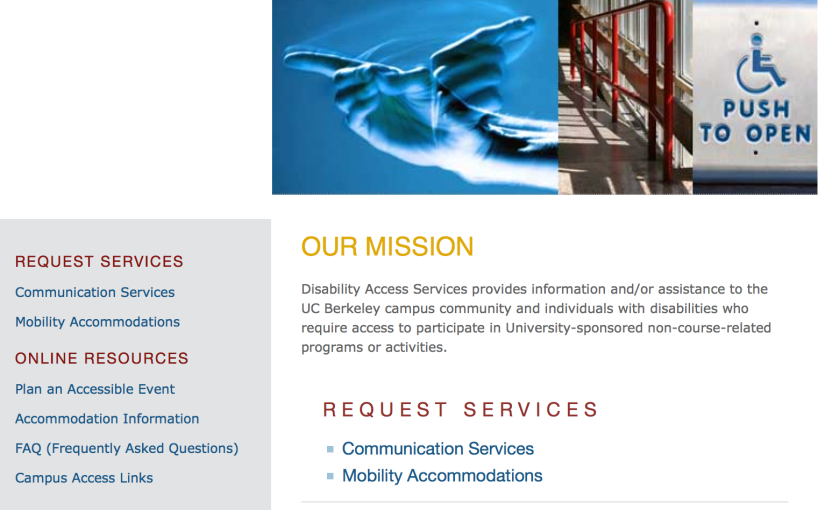 PUSH
TO OPEN
REQUEST SERVICES
Communication Services
Mobility Accommodations
ONLINE RESOURCES
Plan an Accessible Event
Accommodation Information
FAQ (Frequently Asked Questions)
Campus Access Links
OUR MISSION
Disability Access Services provides information and/or assistance to the
UC Berkeley campus community and individuals with disabilities who
require access to participate in University-sponsored non-course-related
programs or activities.
REQUEST SERVICES
Communication Services
Mobility Accommodations